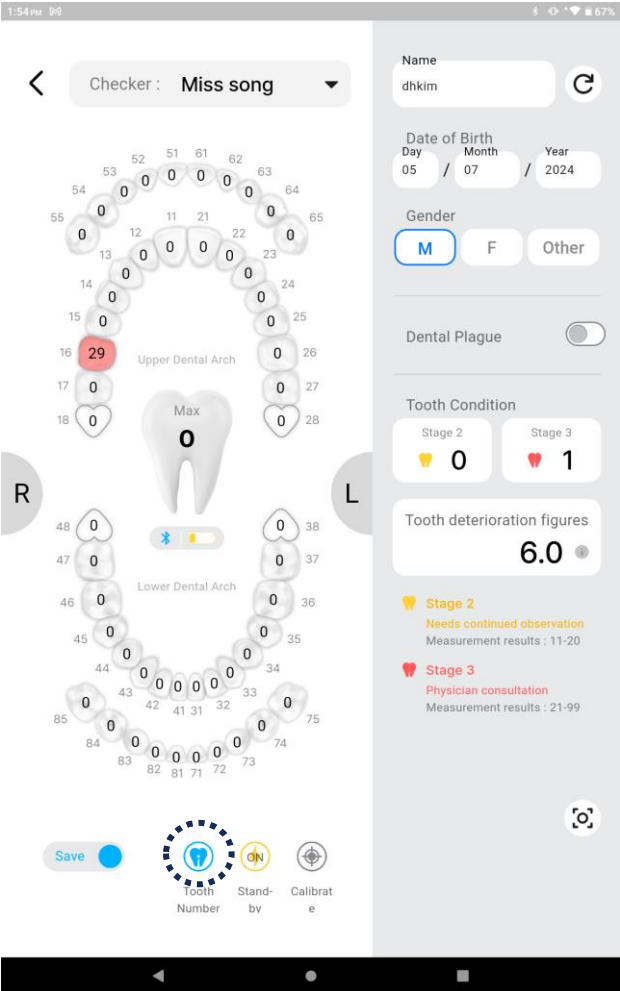 1:54 PM
67%
Checker : Miss song
Name
dhkim
Date of Birth
Day Month Year
05 / 07 / 2024
Gender
M F Other
Dental Plague
Tooth Condition
Stage 2 Stage 3
0 1
Tooth deterioration figures
6.0
Stage 2
Needs continued observation
Measurement results : 11-20
Stage 3
Physician consultation
Measurement results : 21-99
55 54 53 52 51 61 62 63 64 65
0 0 0 0 0 0 0 0 0 0
18 17 16 15 14 13 12 11 21 22 23 24 25 26 27 28
0 0 29 0 0 0 0 0 0 0 0 0 0 0 0 0
Upper Dental Arch
Max
0
R L
Lower Dental Arch
48 47 46 45 44 43 42 41 31 32 33 34 35 36 37 38
0 0 0 0 0 0 0 0 0 0 0 0 0 0 0 0
85 84 83 82 81 71 72 73 74 75
0 0 0 0 0 0 0 0 0 0
Save
ON
Tooth
Number
Stand-
by
Calibrat
e